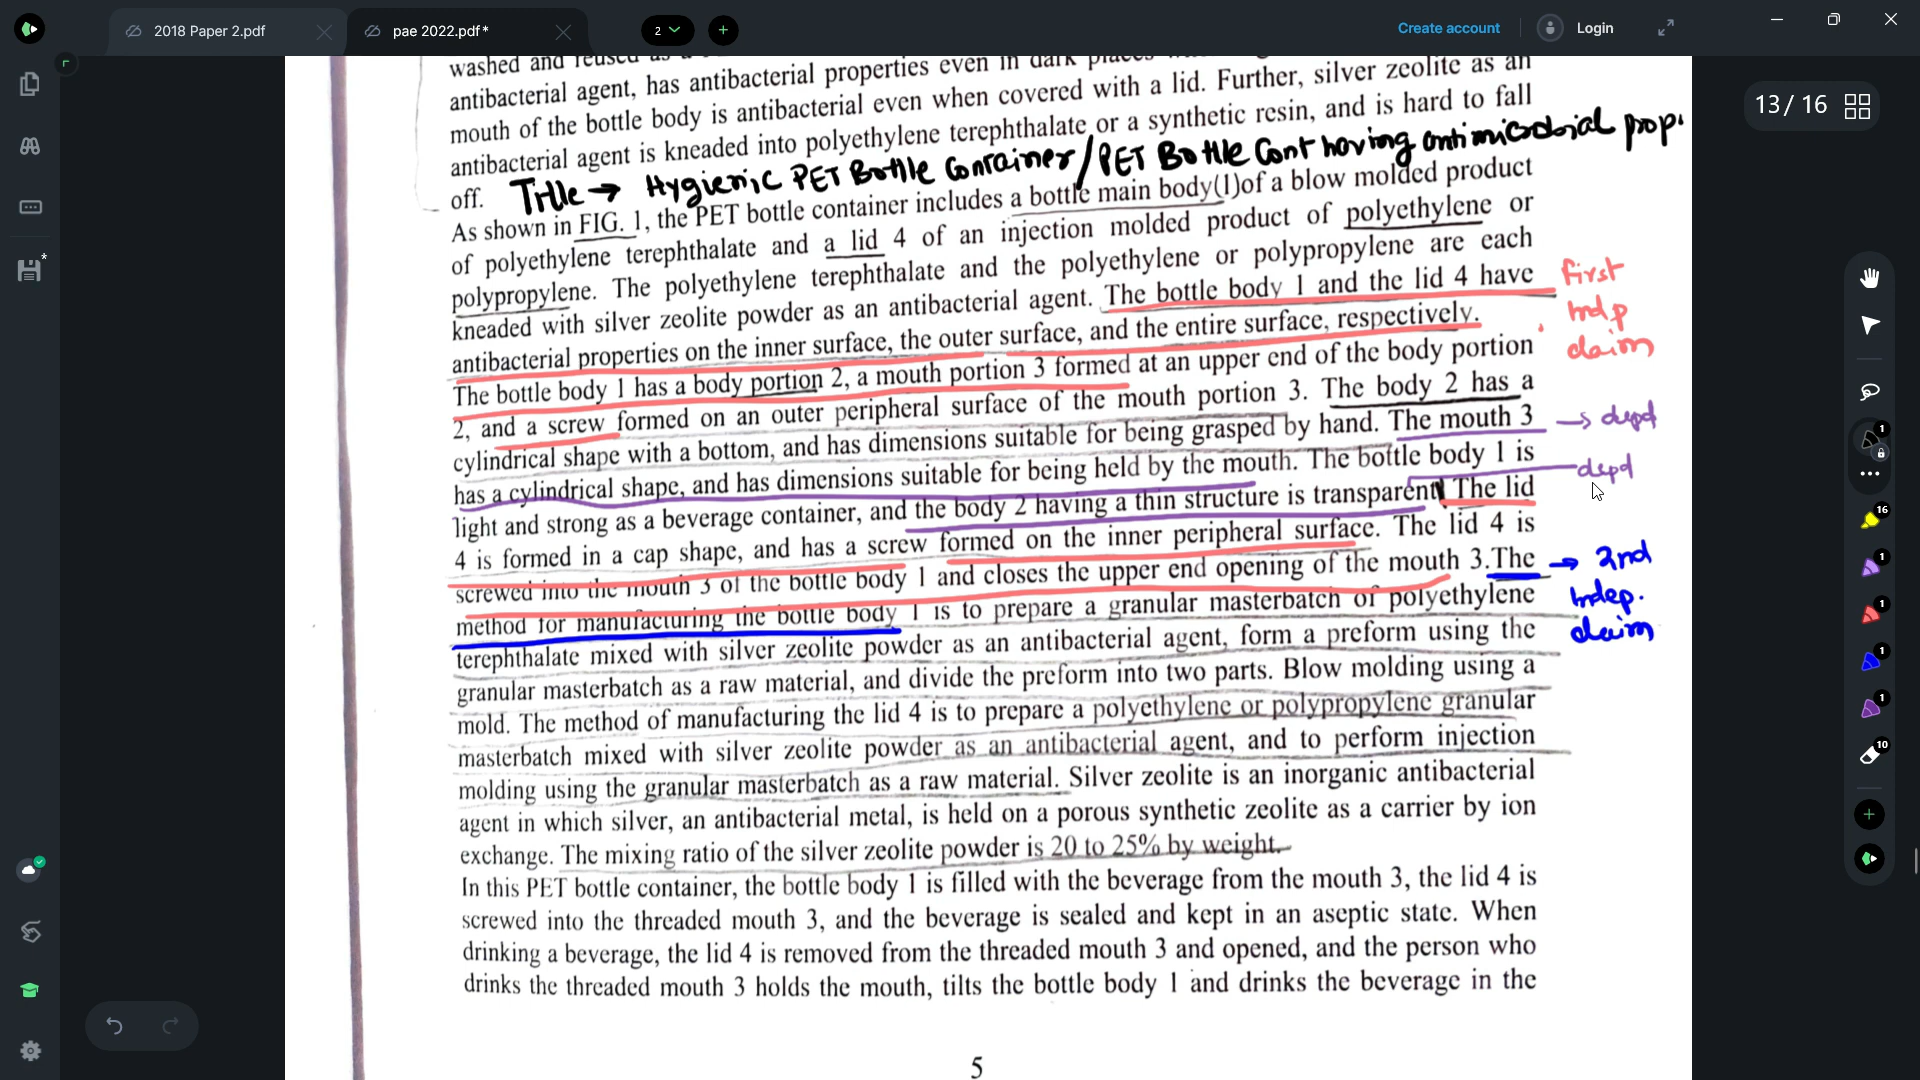 2018 Paper 2.pdf
pae 2022.pdf*
2
Create account
Login
13/ 16
washed and reused as a
antibacterial agent, has antibacterial properties even in dark places
mouth of the bottle body is antibacterial even when covered with a lid. Further, silver zeolite as an
antibacterial agent is kneaded into polyethylene terephthalate or a synthetic resin, and is hard to fall
off.
Title → Hygienic PET Bottle Container/PET Bottle Cont having antimicrobial prop.
As shown in FIG. 1, the PET bottle container includes a bottle main body(1)of a blow molded product
of polyethylene terephthalate and a lid 4 of an injection molded product of polyethylene or
polypropylene. The polyethylene terephthalate and the polyethylene or polypropylene are each
kneaded with silver zeolite powder as an antibacterial agent. The bottle body 1 and the lid 4 have
antibacterial properties on the inner surface, the outer surface, and the entire surface, respectively.
First
Indp
claim
The bottle body 1 has a body portion 2, a mouth portion 3 formed at an upper end of the body portion
2, and a screw formed on an outer peripheral surface of the mouth portion 3. The body 2 has a
cylindrical shape with a bottom, and has dimensions suitable for being grasped by hand. The mouth 3
→ depd
has a cylindrical shape, and has dimensions suitable for being held by the mouth. The bottle body 1 is
depd
light and strong as a beverage container, and the body 2 having a thin structure is transparent The lid
4 is formed in a cap shape, and has a screw formed on the inner peripheral surface. The lid 4 is
screwed into the mouth 3 of the bottle body 1 and closes the upper end opening of the mouth 3.The
→ 2nd
Indep.
claim
method for manufacturing the bottle body 1 is to prepare a granular masterbatch of polyethylene
terephthalate mixed with silver zeolite powder as an antibacterial agent, form a preform using the
granular masterbatch as a raw material, and divide the preform into two parts. Blow molding using a
mold. The method of manufacturing the lid 4 is to prepare a polyethylene or polypropylene granular
masterbatch mixed with silver zeolite powder as an antibacterial agent, and to perform injection
molding using the granular masterbatch as a raw material. Silver zeolite is an inorganic antibacterial
agent in which silver, an antibacterial metal, is held on a porous synthetic zeolite as a carrier by ion
exchange. The mixing ratio of the silver zeolite powder is 20 to 25% by weight.
In this PET bottle container, the bottle body 1 is filled with the beverage from the mouth 3, the lid 4 is
screwed into the threaded mouth 3, and the beverage is sealed and kept in an aseptic state. When
drinking a beverage, the lid 4 is removed from the threaded mouth 3 and opened, and the person who
drinks the threaded mouth 3 holds the mouth, tilts the bottle body 1 and drinks the beverage in the
5
1
16
1
1
1
1
10